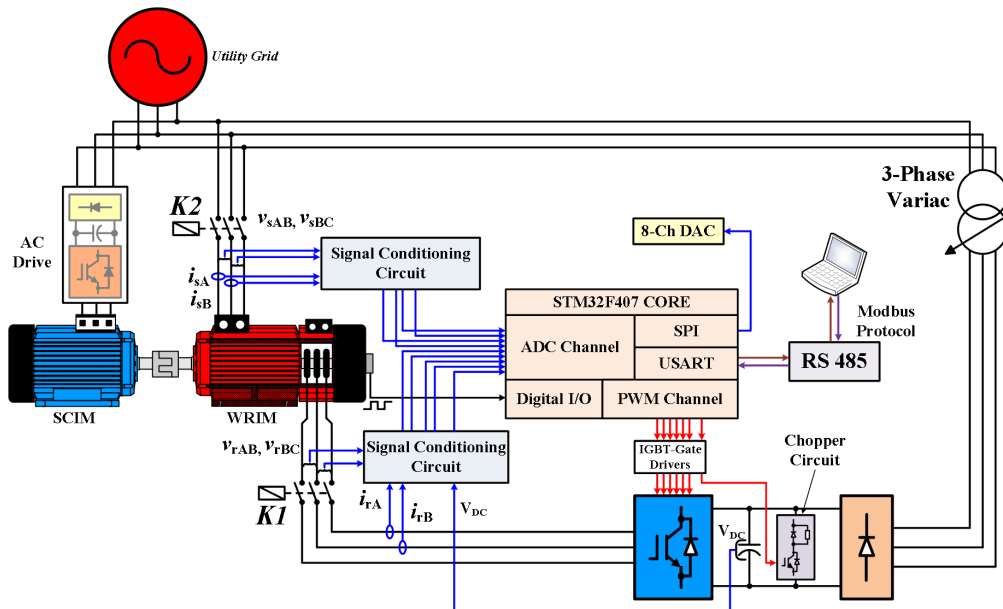 Utility Grid
3-Phase
Variac
K2
vsAB, vsBC
AC
Drive
Signal Conditioning
Circuit
8-Ch DAC
isA
isB
STM32F407 CORE
ADC Channel
SPI
USART
Digital I/O
PWM Channel
Modbus
Protocol
RS 485
SCIM
WRIM
vrAB, vrBC
Signal Conditioning
Circuit
IGBT-Gate
Drivers
Chopper
Circuit
K1
irA
irB
VDC
VDC